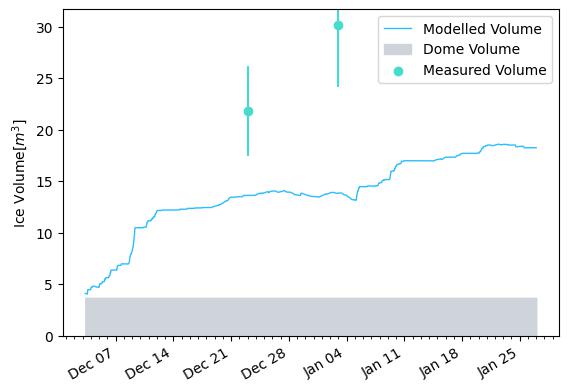 Modelled Volume
Dome Volume
Measured Volume
Ice Volume[m³]
30
25
20
15
10
5
0
Dec 07
Dec 14
Dec 21
Dec 28
Jan 04
Jan 11
Jan 18
Jan 25